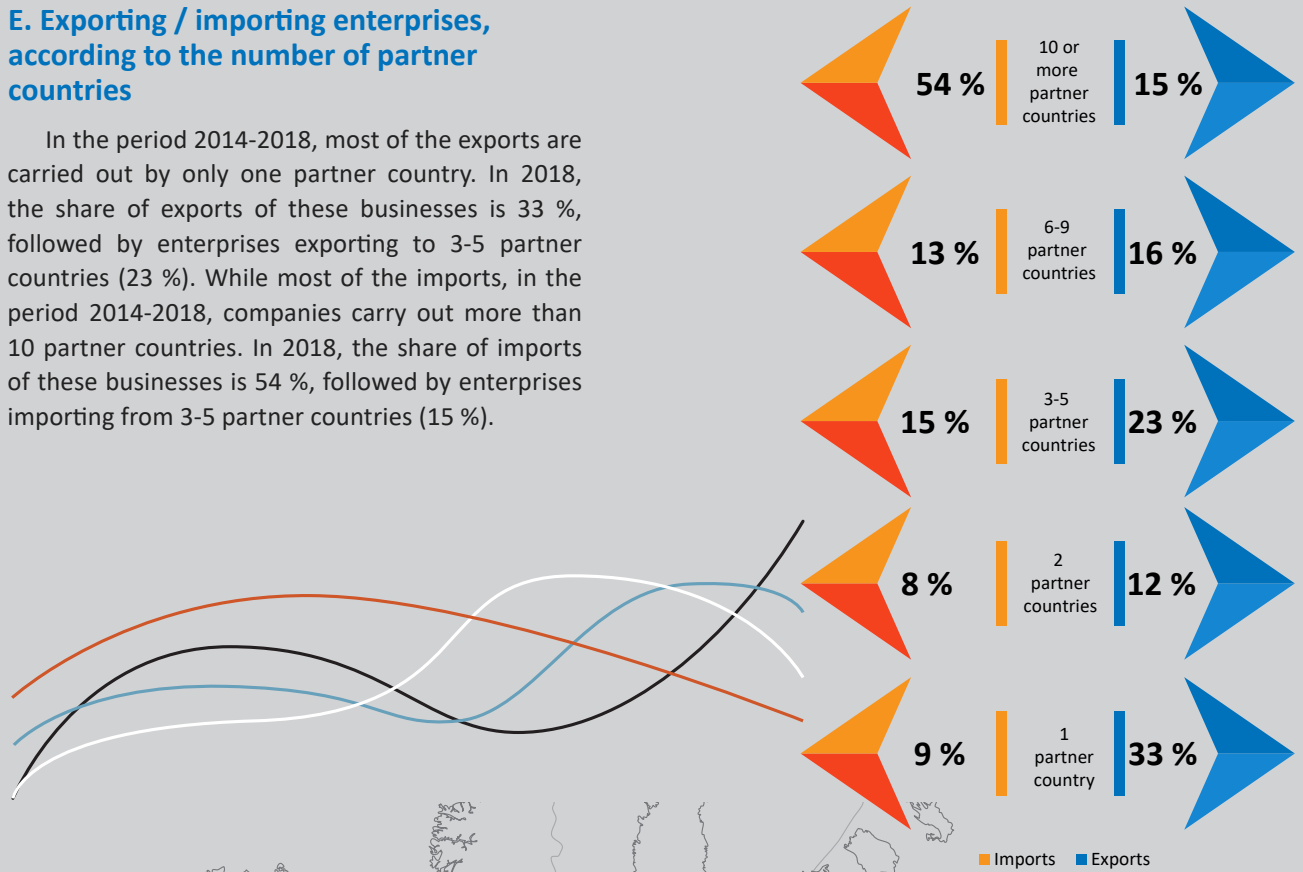 E. Exporting / importing enterprises,
according to the number of partner
countries
In the period 2014-2018, most of the exports are
carried out by only one partner country. In 2018,
the share of exports of these businesses is 33 %,
followed by enterprises exporting to 3-5 partner
countries (23 %). While most of the imports, in the
period 2014-2018, companies carry out more than
10 partner countries. In 2018, the share of imports
of these businesses is 54 %, followed by enterprises
importing from 3-5 partner countries (15 %).
54 %
10 or
more
partner
countries
15 %
13 %
6-9
partner
countries
16 %
15 %
3-5
partner
countries
23 %
8 %
2
partner
countries
12 %
9 %
1
partner
country
33 %
Imports
Exports